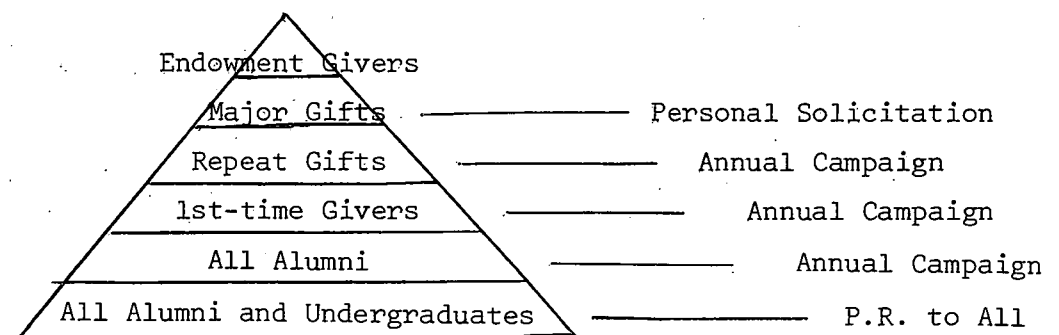 Endowment Givers
Major Gifts Personal Solicitation
Repeat Gifts Annual Campaign
1st-time Givers Annual Campaign
All Alumni Annual Campaign
All Alumni and Undergraduates P.R. to All